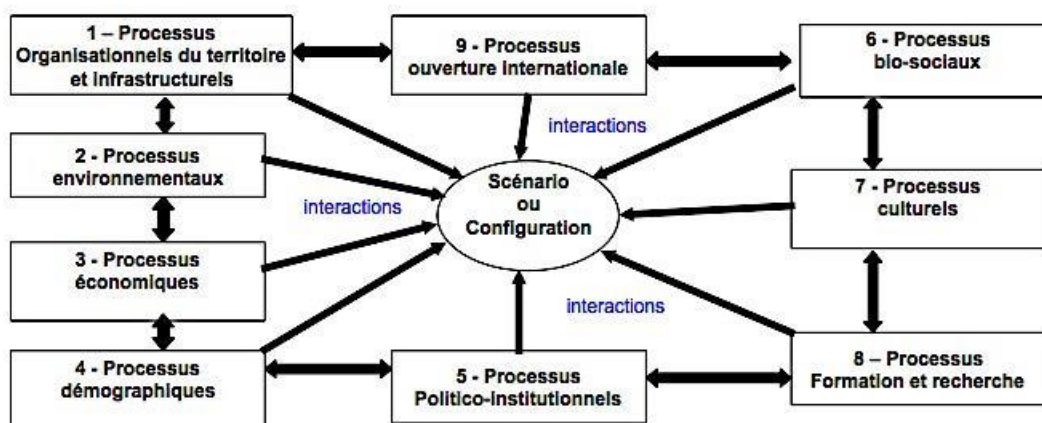 1 – Processus
Organisationnels du territoire
et infrastructurels
9 - Processus
ouverture internationale
6 - Processus
bio-sociaux
interactions
2 - Processus
environnementaux
Scénario
ou
Configuration
interactions
7 - Processus
culturels
3 - Processus
économiques
interactions
4 - Processus
démographiques
5 - Processus
Politico-institutionnels
8 – Processus
Formation et recherche